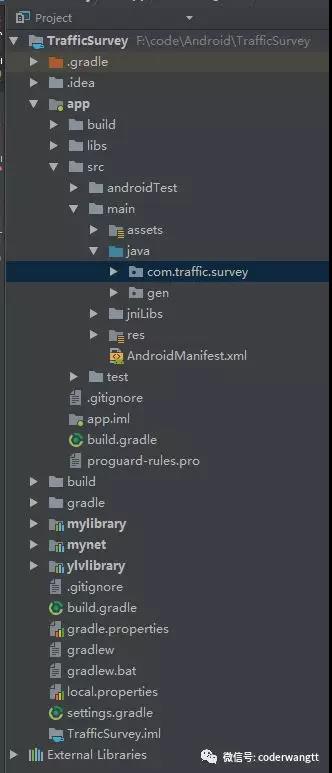 Project
TrafficSurvey F:\code\Android\TrafficSurvey
.gradle
.idea
app
build
libs
src
androidTest
main
assets
java
com.traffic.survey
gen
jniLibs
res
AndroidManifest.xml
test
.gitignore
app.iml
build.gradle
proguard-rules.pro
build
gradle
mylibrary
mynet
ylvlibrary
.gitignore
build.gradle
gradle.properties
gradlew
gradlew.bat
local.properties
settings.gradle
TrafficSurvey.iml
External Libraries
微信号: coderwangtt